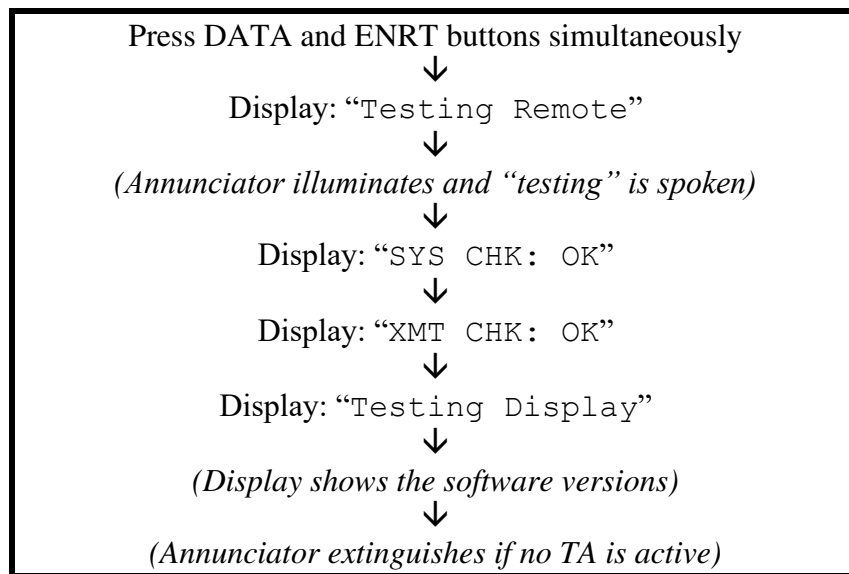 Press DATA and ENRT buttons simultaneously
↓
Display: “Testing Remote”
↓
(Annunciator illuminates and “testing” is spoken)
↓
Display: “SYS CHK: OK”
↓
Display: “XMT CHK: OK”
↓
Display: “Testing Display”
↓
(Display shows the software versions)
↓
(Annunciator extinguishes if no TA is active)